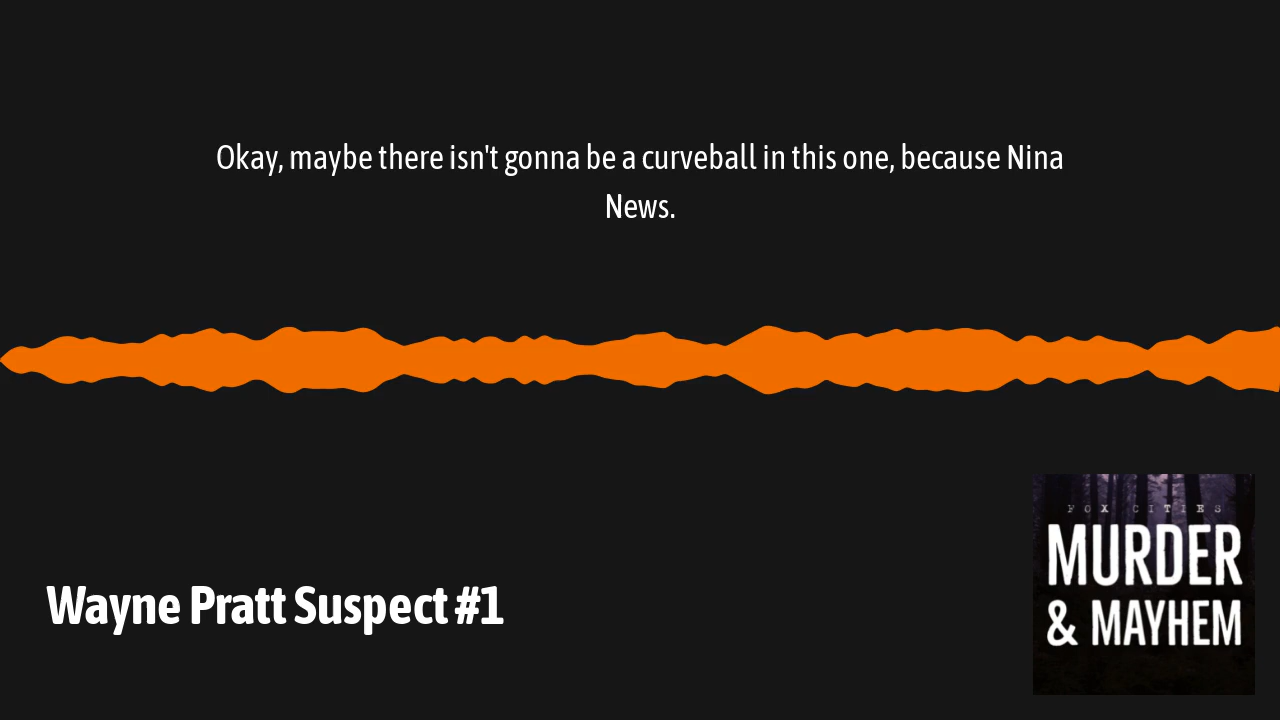 Okay, maybe there isn't gonna be a curveball in this one, because Nina
News.
Wayne Pratt Suspect #1
FOX CITIES
MURDER
& MAYHEM